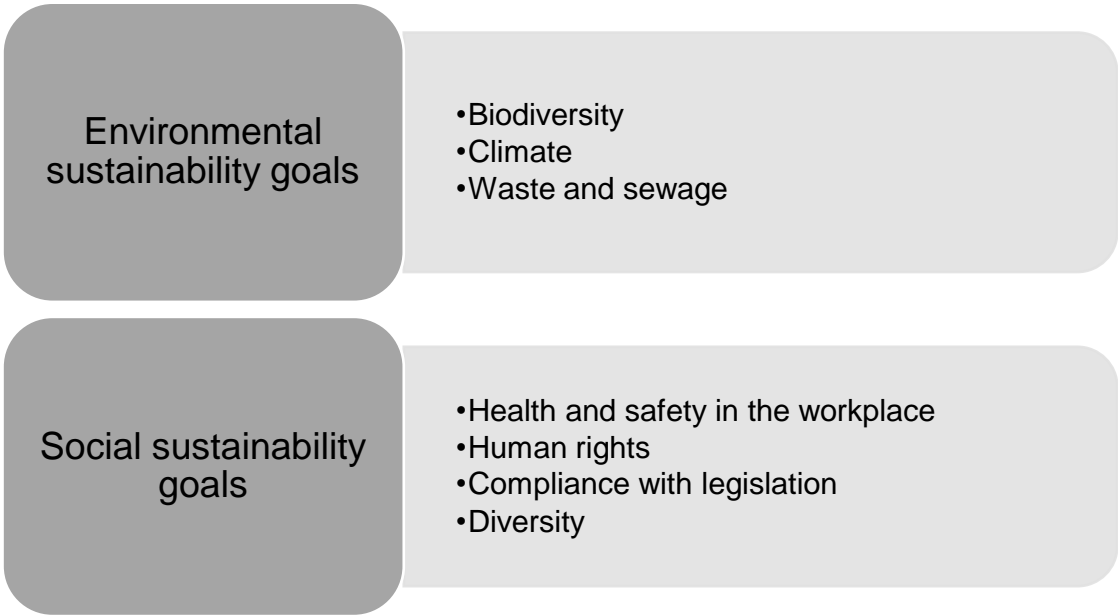 Environmental
sustainability goals
•Biodiversity
•Climate
•Waste and sewage
Social sustainability
goals
•Health and safety in the workplace
•Human rights
•Compliance with legislation
•Diversity